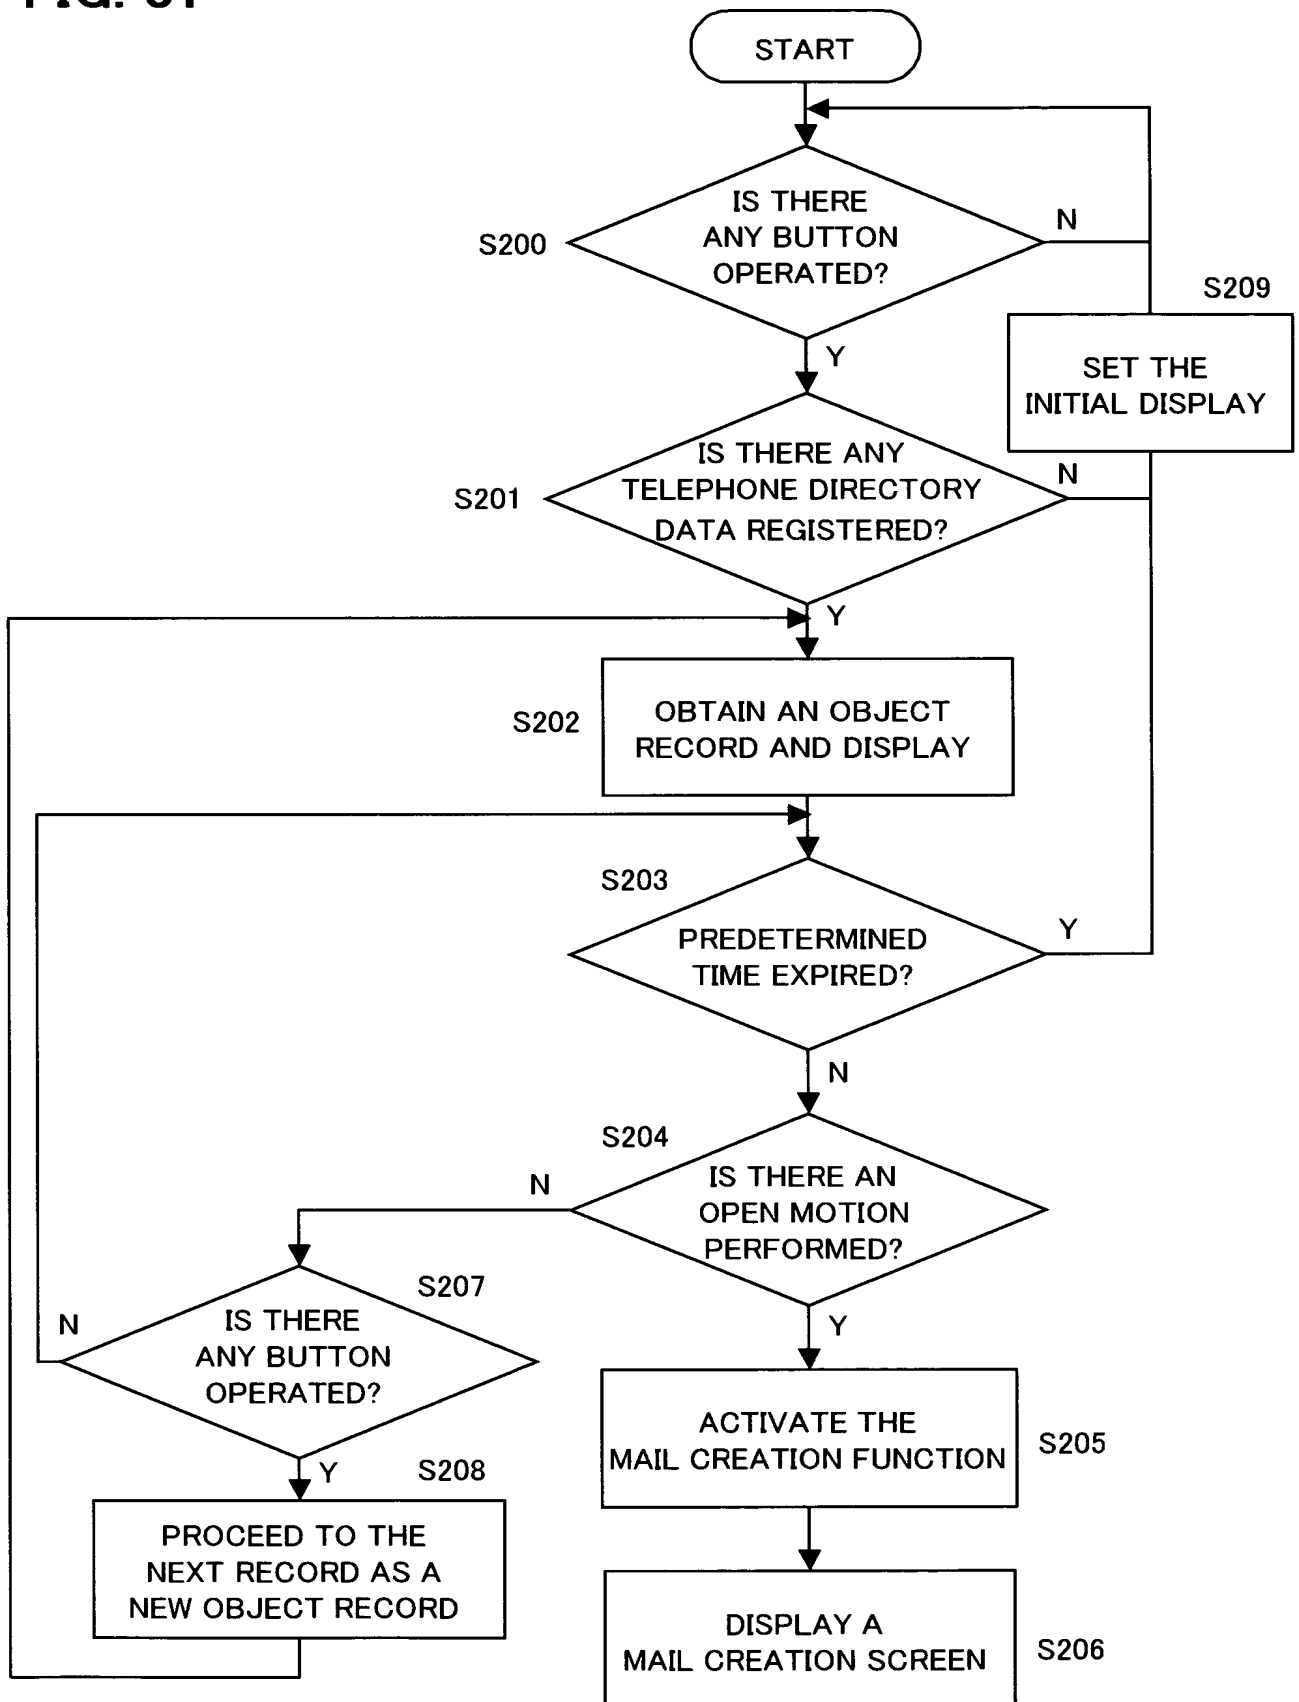 START
IS THERE
ANY BUTTON
OPERATED?
N
S200
S209
Y
SET THE
INITIAL DISPLAY
IS THERE ANY
TELEPHONE DIRECTORY
DATA REGISTERED?
N
S201
Y
OBTAIN AN OBJECT
RECORD AND DISPLAY
S202
S203
PREDETERMINED
TIME EXPIRED?
Y
N
S204
IS THERE AN
OPEN MOTION
PERFORMED?
N
S207
IS THERE
ANY BUTTON
OPERATED?
N
Y
Y
S208
ACTIVATE THE
MAIL CREATION FUNCTION
S205
PROCEED TO THE
NEXT RECORD AS A
NEW OBJECT RECORD
DISPLAY A
MAIL CREATION SCREEN
S206